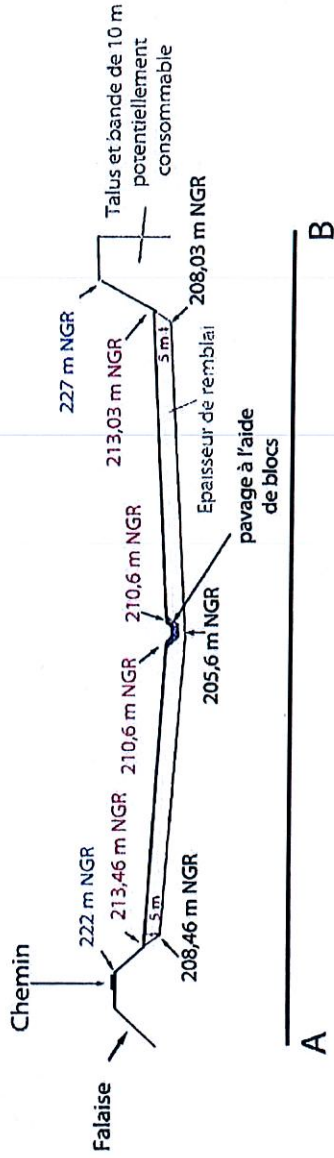 Chemin
Falaise
222 m NGR
213,46 m NGR
5 m
208,46 m NGR
210,6 m NGR
210,6 m NGR
205,6 m NGR
pavage à l'aide
de blocs
Epaisseur de remblai
227 m NGR
213,03 m NGR
5 m
208,03 m NGR
Talus et bande de 10 m
potentiellement
consommable
A
B